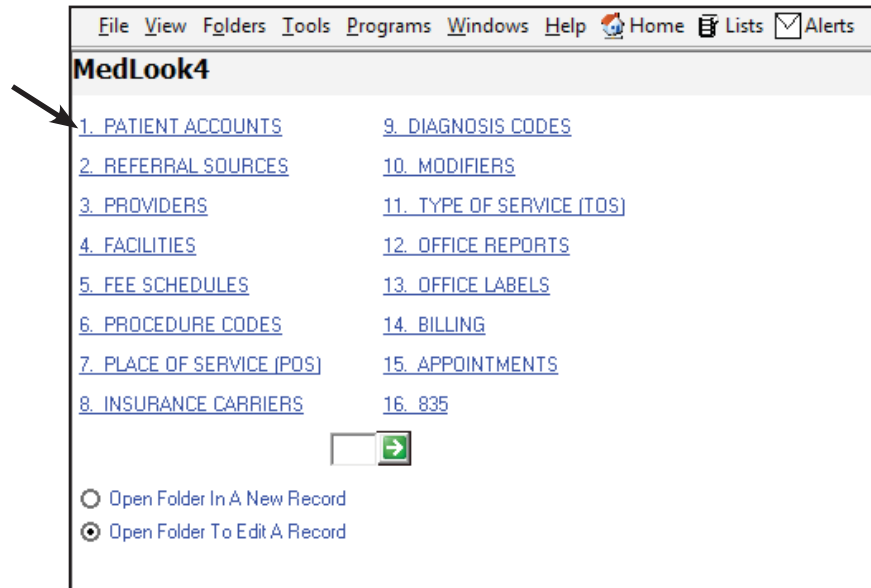 File View Folders Tools Programs Windows Help Home Lists Alerts
MedLook4
1. PATIENT ACCOUNTS
2. REFERRAL SOURCES
3. PROVIDERS
4. FACILITIES
5. FEE SCHEDULES
6. PROCEDURE CODES
7. PLACE OF SERVICE (POS)
8. INSURANCE CARRIERS
9. DIAGNOSIS CODES
10. MODIFIERS
11. TYPE OF SERVICE (TOS)
12. OFFICE REPORTS
13. OFFICE LABELS
14. BILLING
15. APPOINTMENTS
16. 835
Open Folder In A New Record
Open Folder To Edit A Record